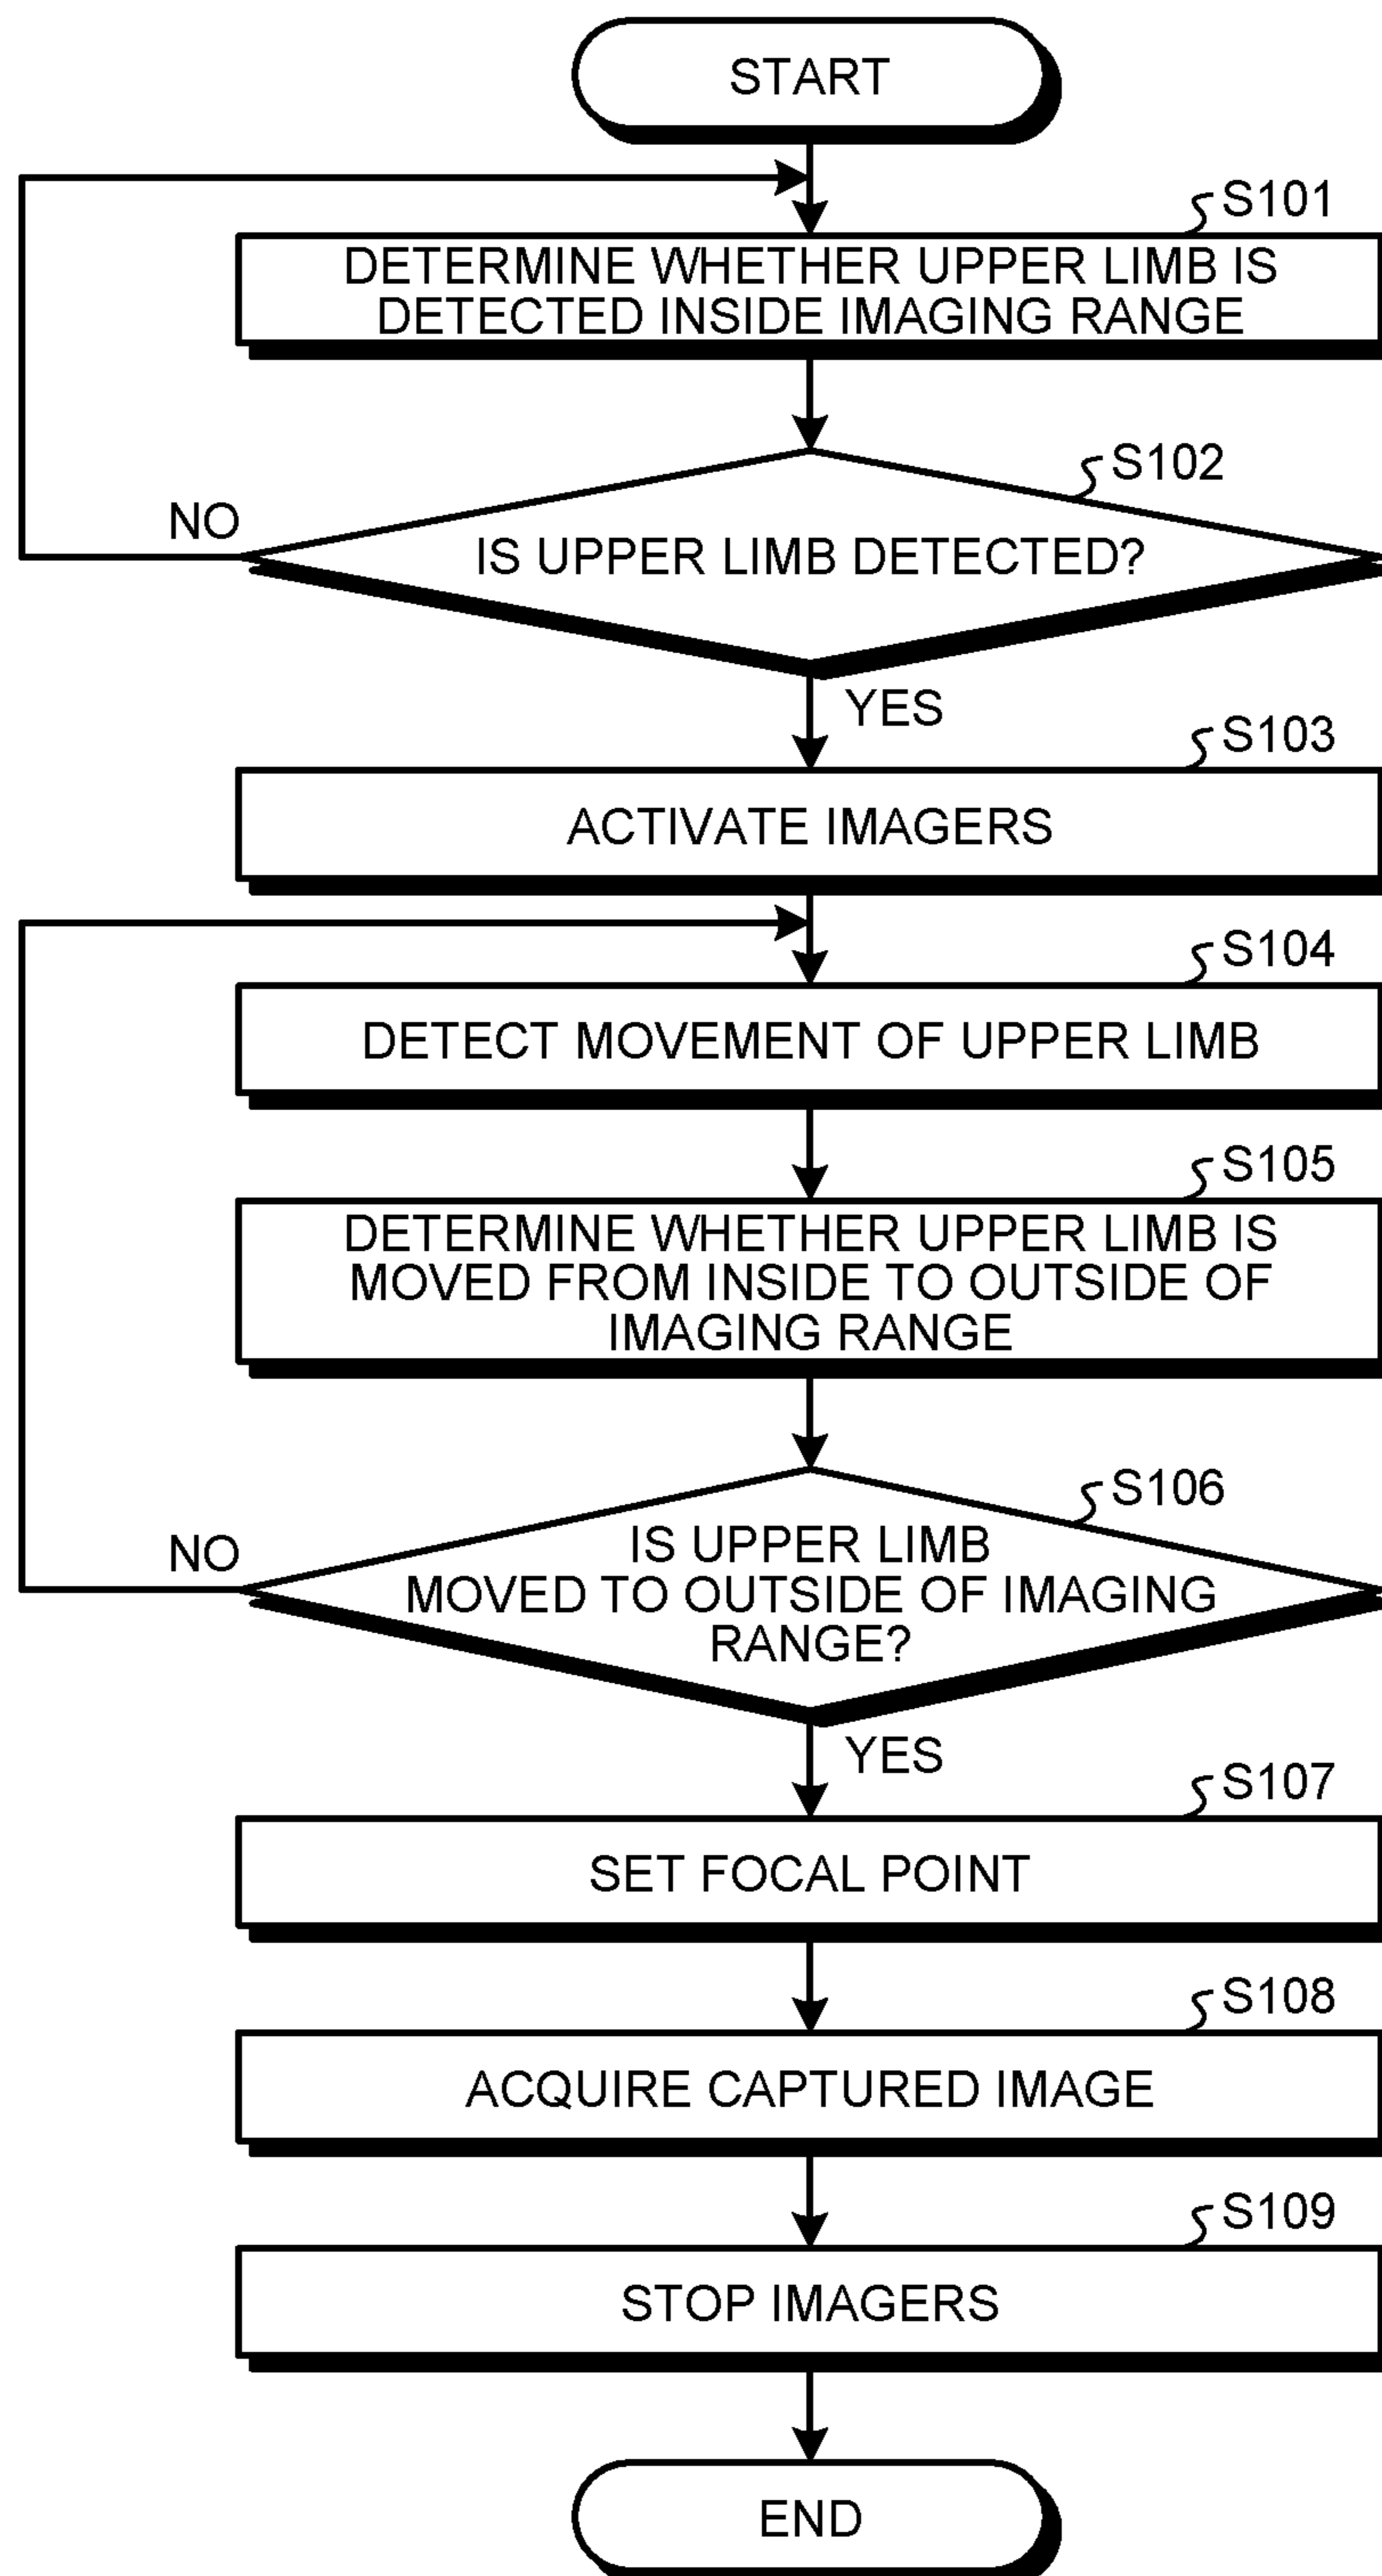 START
S101
DETERMINE WHETHER UPPER LIMB IS
DETECTED INSIDE IMAGING RANGE
S102
NO
IS UPPER LIMB DETECTED?
YES
S103
ACTIVATE IMAGERS
S104
DETECT MOVEMENT OF UPPER LIMB
S105
DETERMINE WHETHER UPPER LIMB IS
MOVED FROM INSIDE TO OUTSIDE OF
IMAGING RANGE
S106
NO
IS UPPER LIMB
MOVED TO OUTSIDE OF IMAGING
RANGE?
YES
S107
SET FOCAL POINT
S108
ACQUIRE CAPTURED IMAGE
S109
STOP IMAGERS
END